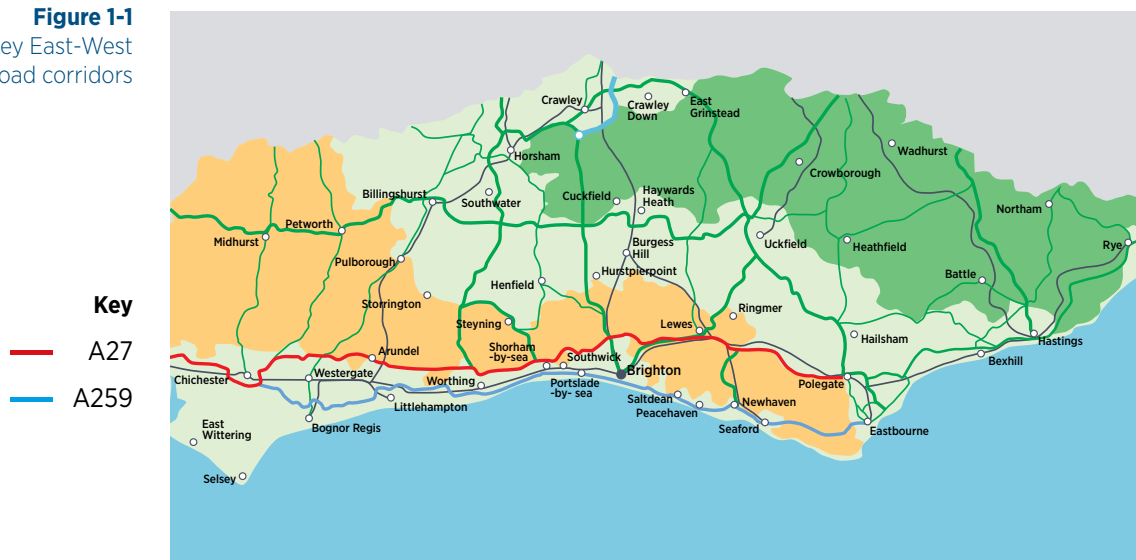 Figure 1-1
ey East-West
oad corridors
Key
A27
A259
Crawley
Crawley
Down
East
Grinstead
Horsham
Wadhurst
Crowborough
Billingshurst
Southwater
Cuckfield
Haywards
Heath
Northam
Petworth
Midhurst
Uckfield
Heathfield
Rye
Pulborough
Burgess
Hill
Hurstpierpoint
Battle
Henfield
Storrington
Ringmer
Steyning
Lewes
Hailsham
Hastings
Shorham
-by-sea
Southwick
Arundel
Bexhill
Chichester
Westergate
Worthing
Portslade
-by- sea
Brighton
Polegate
Saltdean
Peacehaven
Newhaven
Littlehampton
Bognor Regis
East
Wittering
Seaford
Eastbourne
Selsey